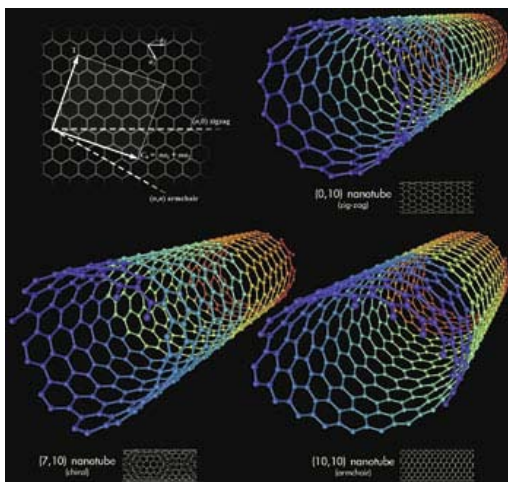 T
(n,0) zigzag
(n,n) armchair
(0,10) nanotube
(zig-zag)
(7,10) nanotube
(chiral)
(10,10) nanotube
(armchair)